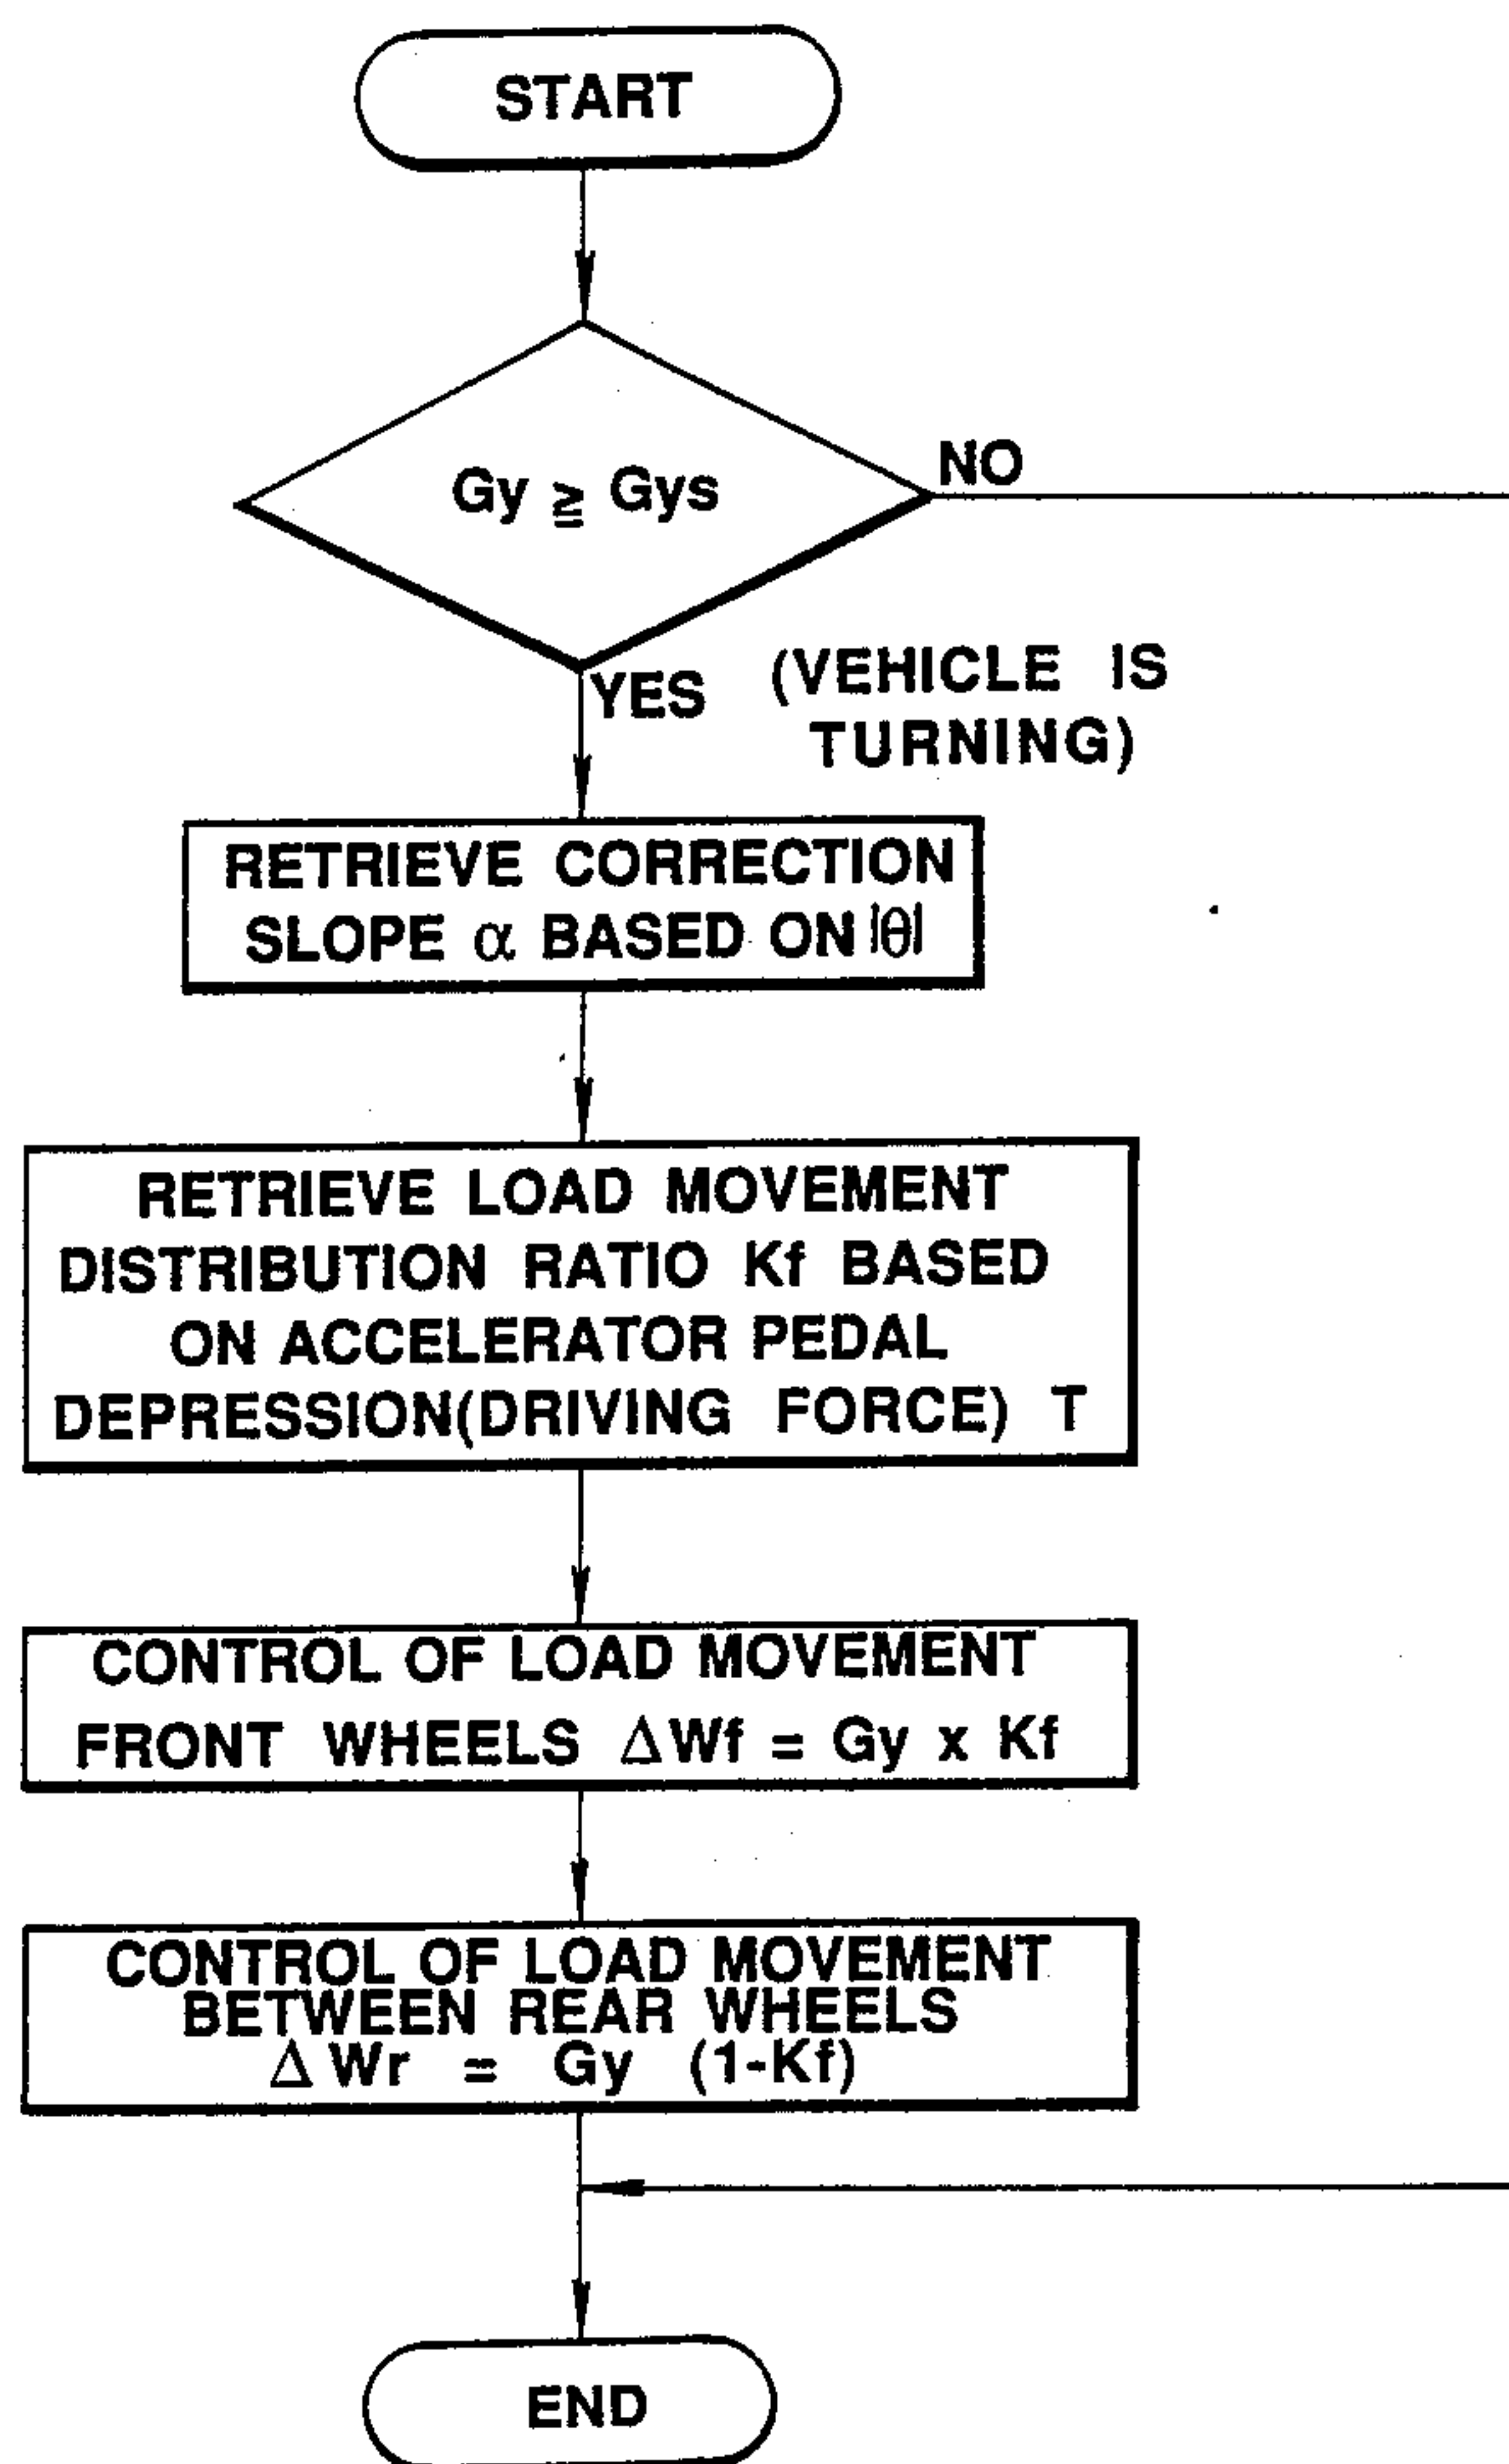 START
Gy ≧ Gys
NO
YES (VEHICLE IS
TURNING)
RETRIEVE CORRECTION
SLOPE α BASED ON |θ|
RETRIEVE LOAD MOVEMENT
DISTRIBUTION RATIO Kf BASED
ON ACCELERATOR PEDAL
DEPRESSION(DRIVING FORCE) T
CONTROL OF LOAD MOVEMENT
FRONT WHEELS ΔWf = Gy x Kf
CONTROL OF LOAD MOVEMENT
BETWEEN REAR WHEELS
ΔWr = Gy (1-Kf)
END